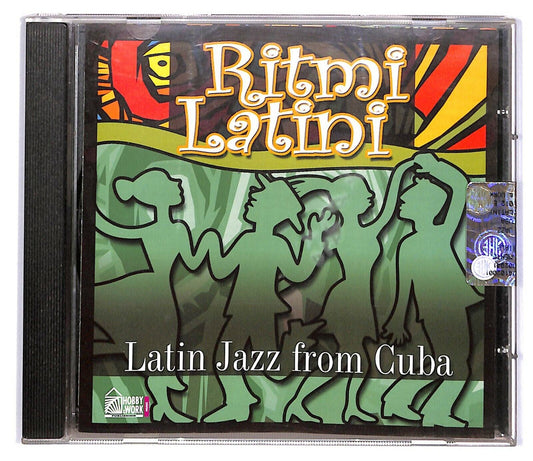 Ritmi
Latini
Latin Jazz from Cuba
HOBBY
WORK